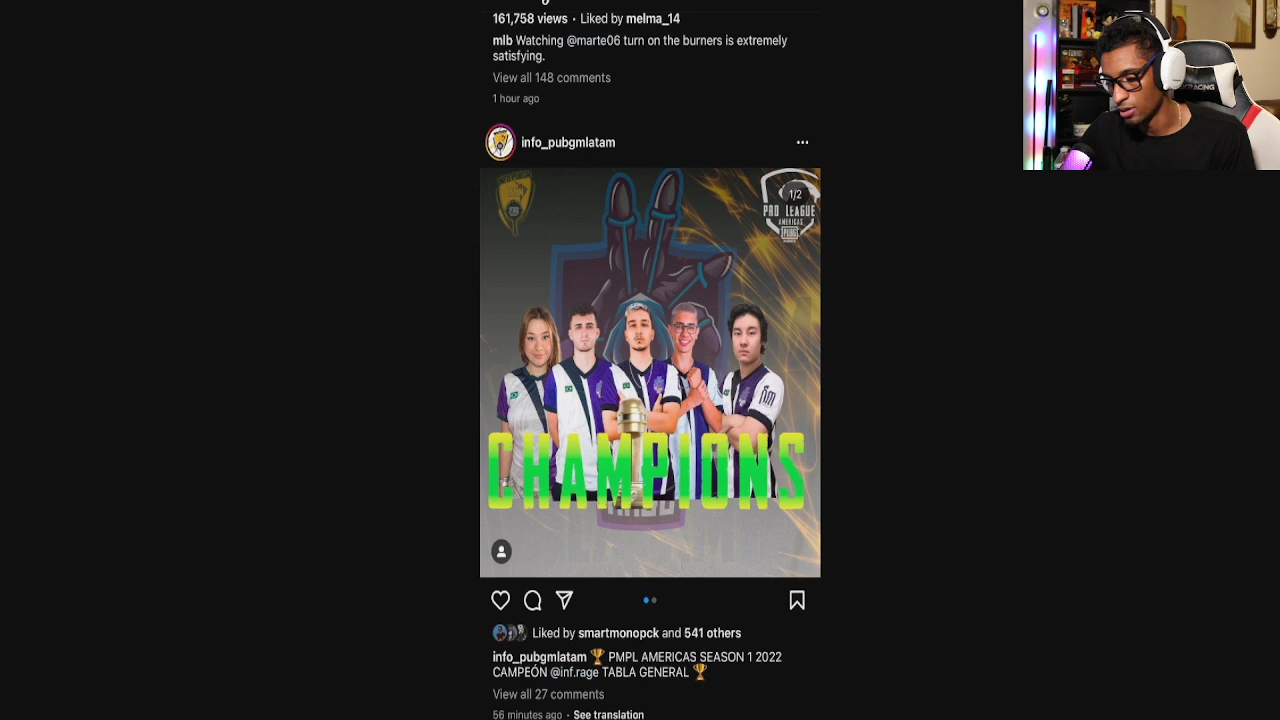 161,758 views · Liked by melma_14
mlb Watching @marte06 turn on the burners is extremely
satisfying.
View all 148 comments
1 hour ago
info_pubgmlatam
1/2
PRO LEAGUE
AMERICAS
PUBG
CHAMPIONS
Liked by smartmonopck and 541 others
info_pubgmlatam 🏆 PMPL AMERICAS SEASON 1 2022
CAMPEÓN @inf.rage TABLA GENERAL 🏆
View all 27 comments
56 minutes ago · See translation